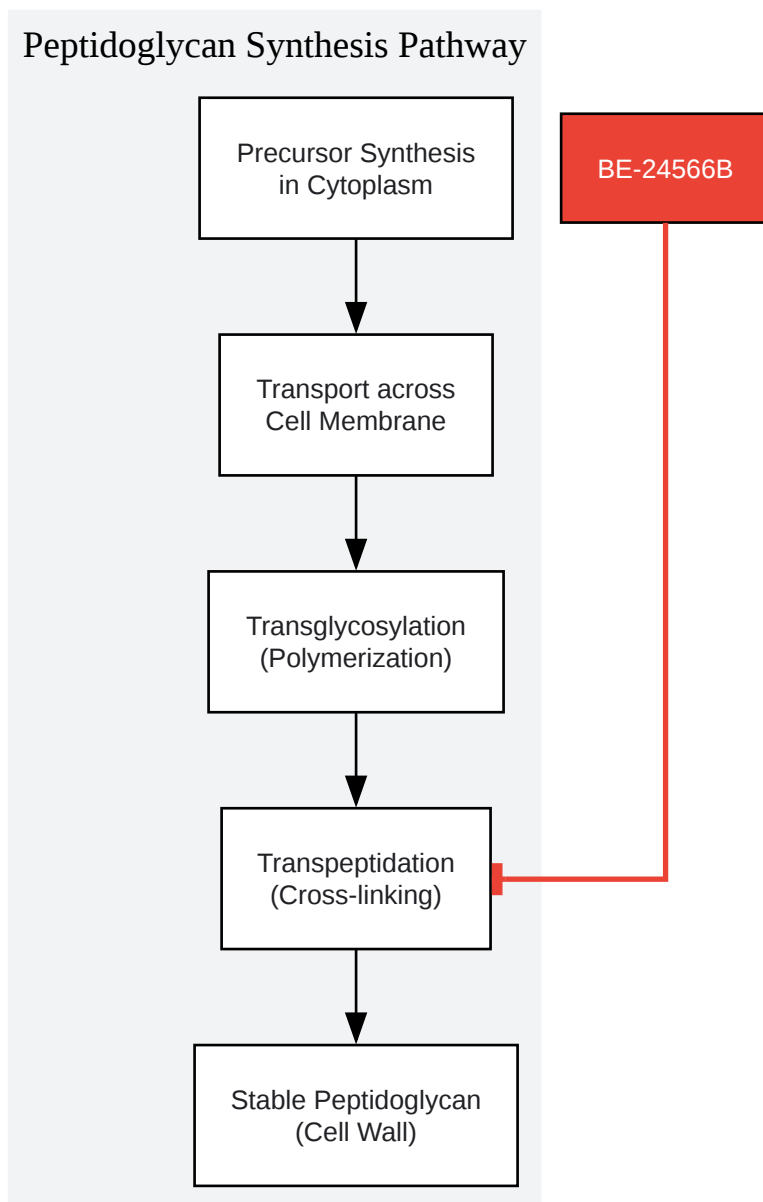 Peptidoglycan Synthesis Pathway
Precursor Synthesis
in Cytoplasm
BE-24566B
Transport across
Cell Membrane
Transglycosylation
(Polymerization)
Transpeptidation
(Cross-linking)
Stable Peptidoglycan
(Cell Wall)